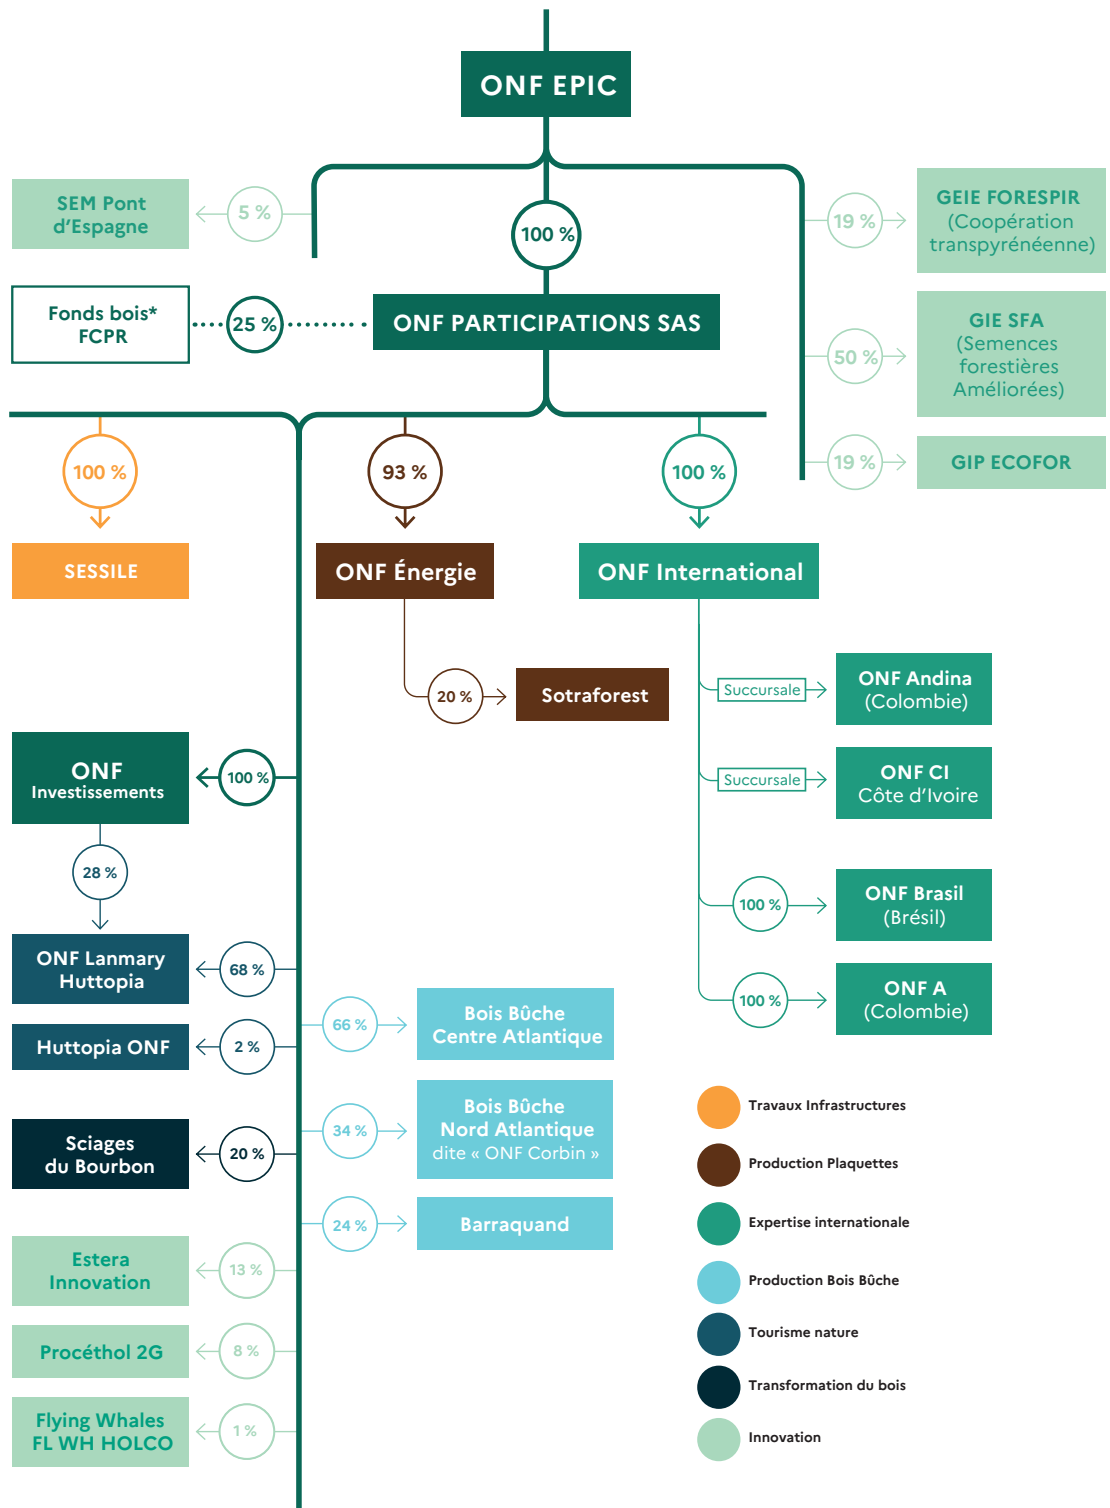 ONF EPIC
SEM Pont
d'Espagne
5 %
100 %
19 %
GEIE FORESPIR
(Coopération
transpyrénéenne)
Fonds bois*
FCPR
25 %
ONF PARTICIPATIONS SAS
50 %
GIE SFA
(Semences
forestières
Améliorées)
19 %
GIP ECOFOR
100 %
93 %
100 %
SESSILE
ONF Énergie
ONF International
20 %
Sotraforest
Succursale
ONF Andina
(Colombie)
Succursale
ONF CI
Côte d'Ivoire
100 %
ONF Brasil
(Brésil)
100 %
ONF A
(Colombie)
ONF
Investissements
100 %
28 %
ONF Lanmary
Huttopia
68 %
Huttopia ONF
2 %
Sciages
du Bourbon
20 %
Estera
Innovation
13 %
Procéthol 2G
8 %
Flying Whales
FL WH HOLCO
1 %
66 %
Bois Bûche
Centre Atlantique
34 %
Bois Bûche
Nord Atlantique
dite « ONF Corbin »
24 %
Barraquand
Travaux Infrastructures
Production Plaquettes
Expertise internationale
Production Bois Bûche
Tourisme nature
Transformation du bois
Innovation